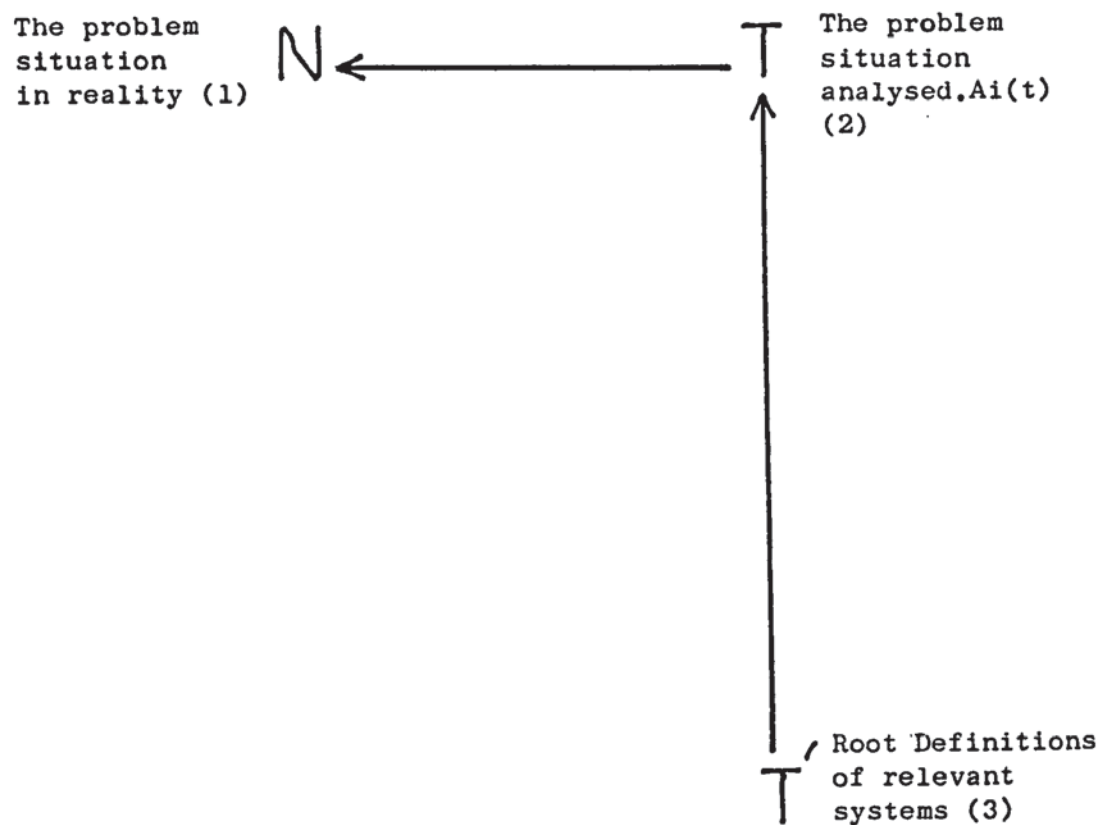 The problem
situation
in reality (1)
N
T
The problem
situation
analysed.Ai(t)
(2)
T'
Root Definitions
of relevant
systems (3)